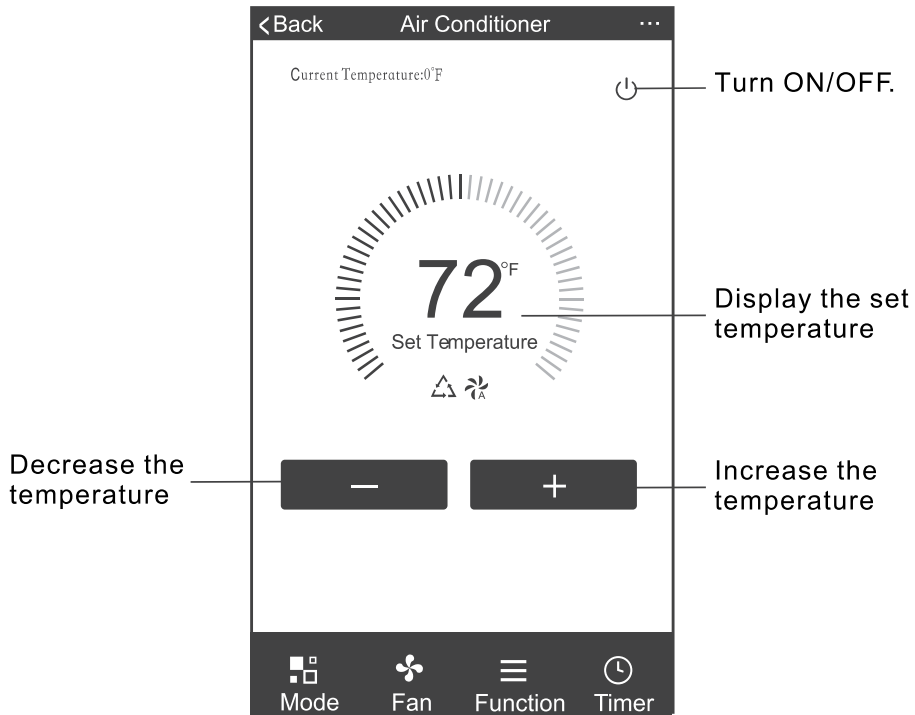 Back Air Conditioner ...
Current Temperature:0°F
Turn ON/OFF.
72°F
Set Temperature
Display the set
temperature
A
Decrease the
temperature
−
+
Increase the
temperature
Mode Fan Function Timer